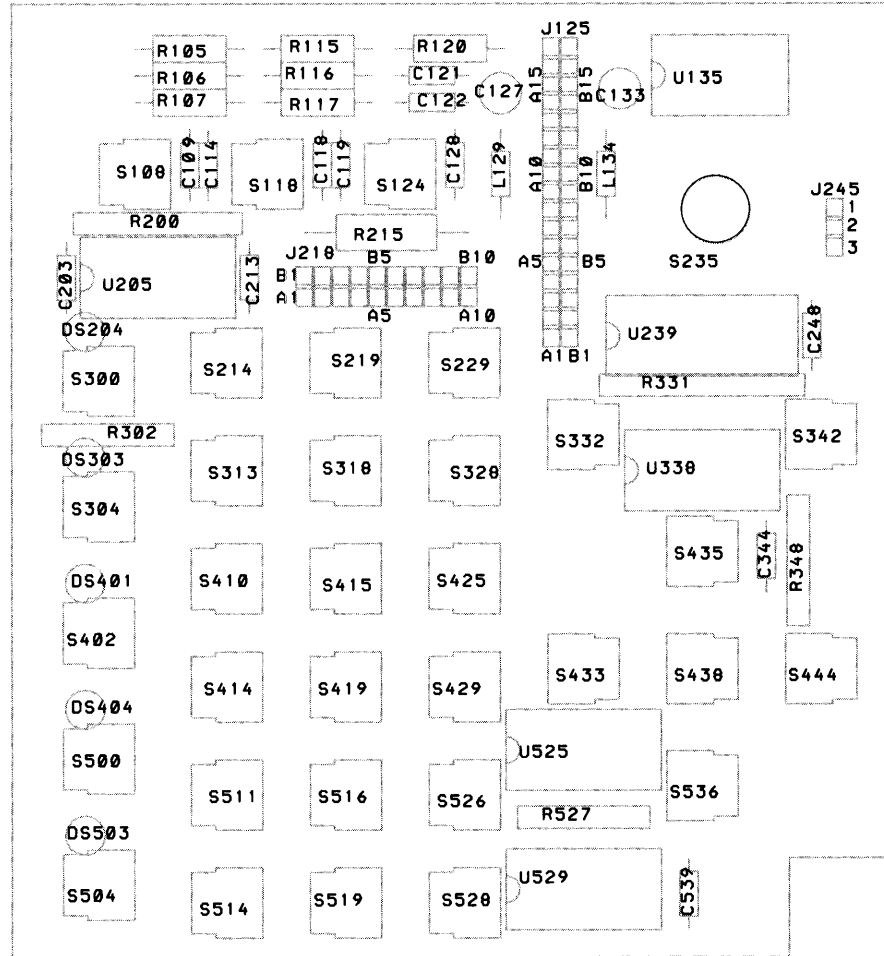 J125
R105 R115 R120
R106 R116 C121
R107 R117 C122 C127 A15 B15 C133 U135
S108 C109 C114 S118 C118 C119 S124 C128 L129 A10 B10 L134
J245
1
2
3
R200 R215
C203 U205 C213 J218 B5 B10 A5 B5 S235
B1
A1 A5 A10
DS204 U239 C248
S300 S214 S219 S229 A1 B1 R331
R302 S332 S342
DS303 S313 S318 S328 U338
S304 S435 C344 R348
DS401 S410 S415 S425
S402 S414 S419 S429 S433 S438 S444
DS404
S500 U525
S511 S516 S526 S536
R527
DS503
S504 S514 S519 S528 U529 C539